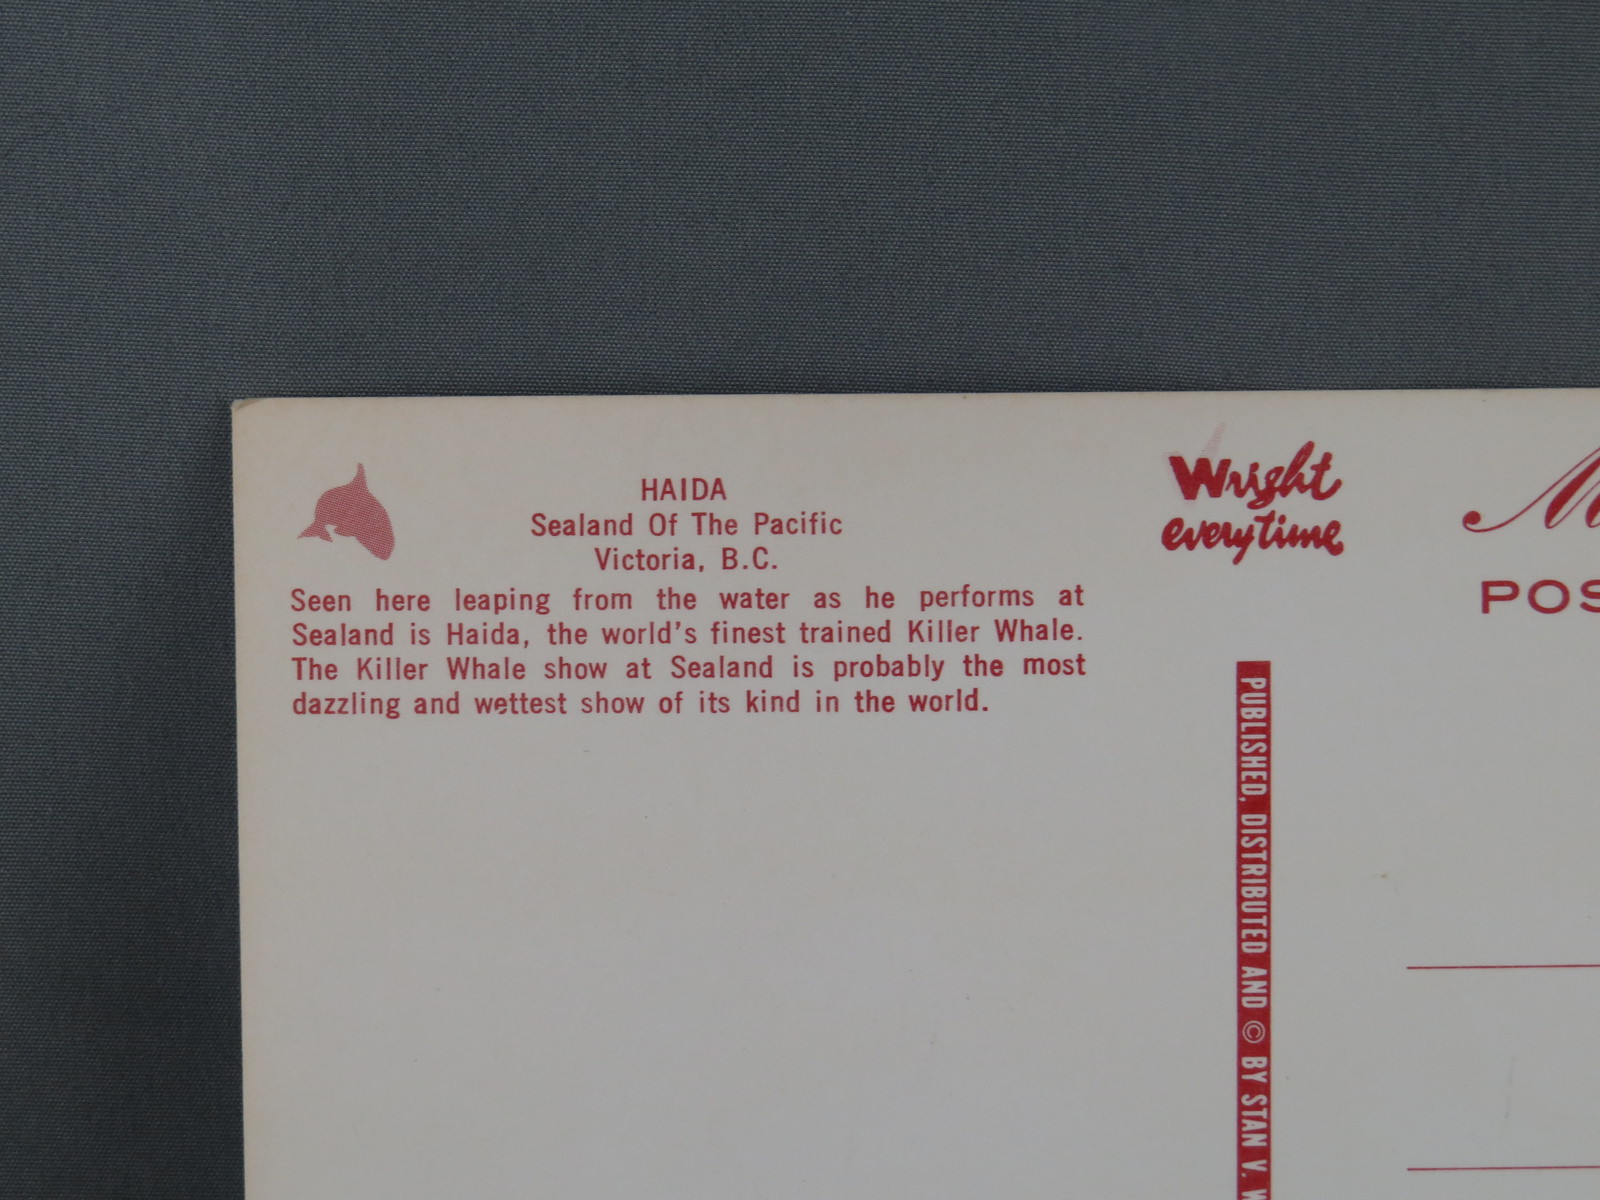 HAIDA
Sealand Of The Pacific
Victoria, B.C.
Seen here leaping from the water as he performs at
Sealand is Haida, the world's finest trained Killer Whale.
The Killer Whale show at Sealand is probably the most
dazzling and wettest show of its kind in the world.
Wright
everytime
POS
PUBLISHED, DISTRIBUTED AND © BY STAN V. W